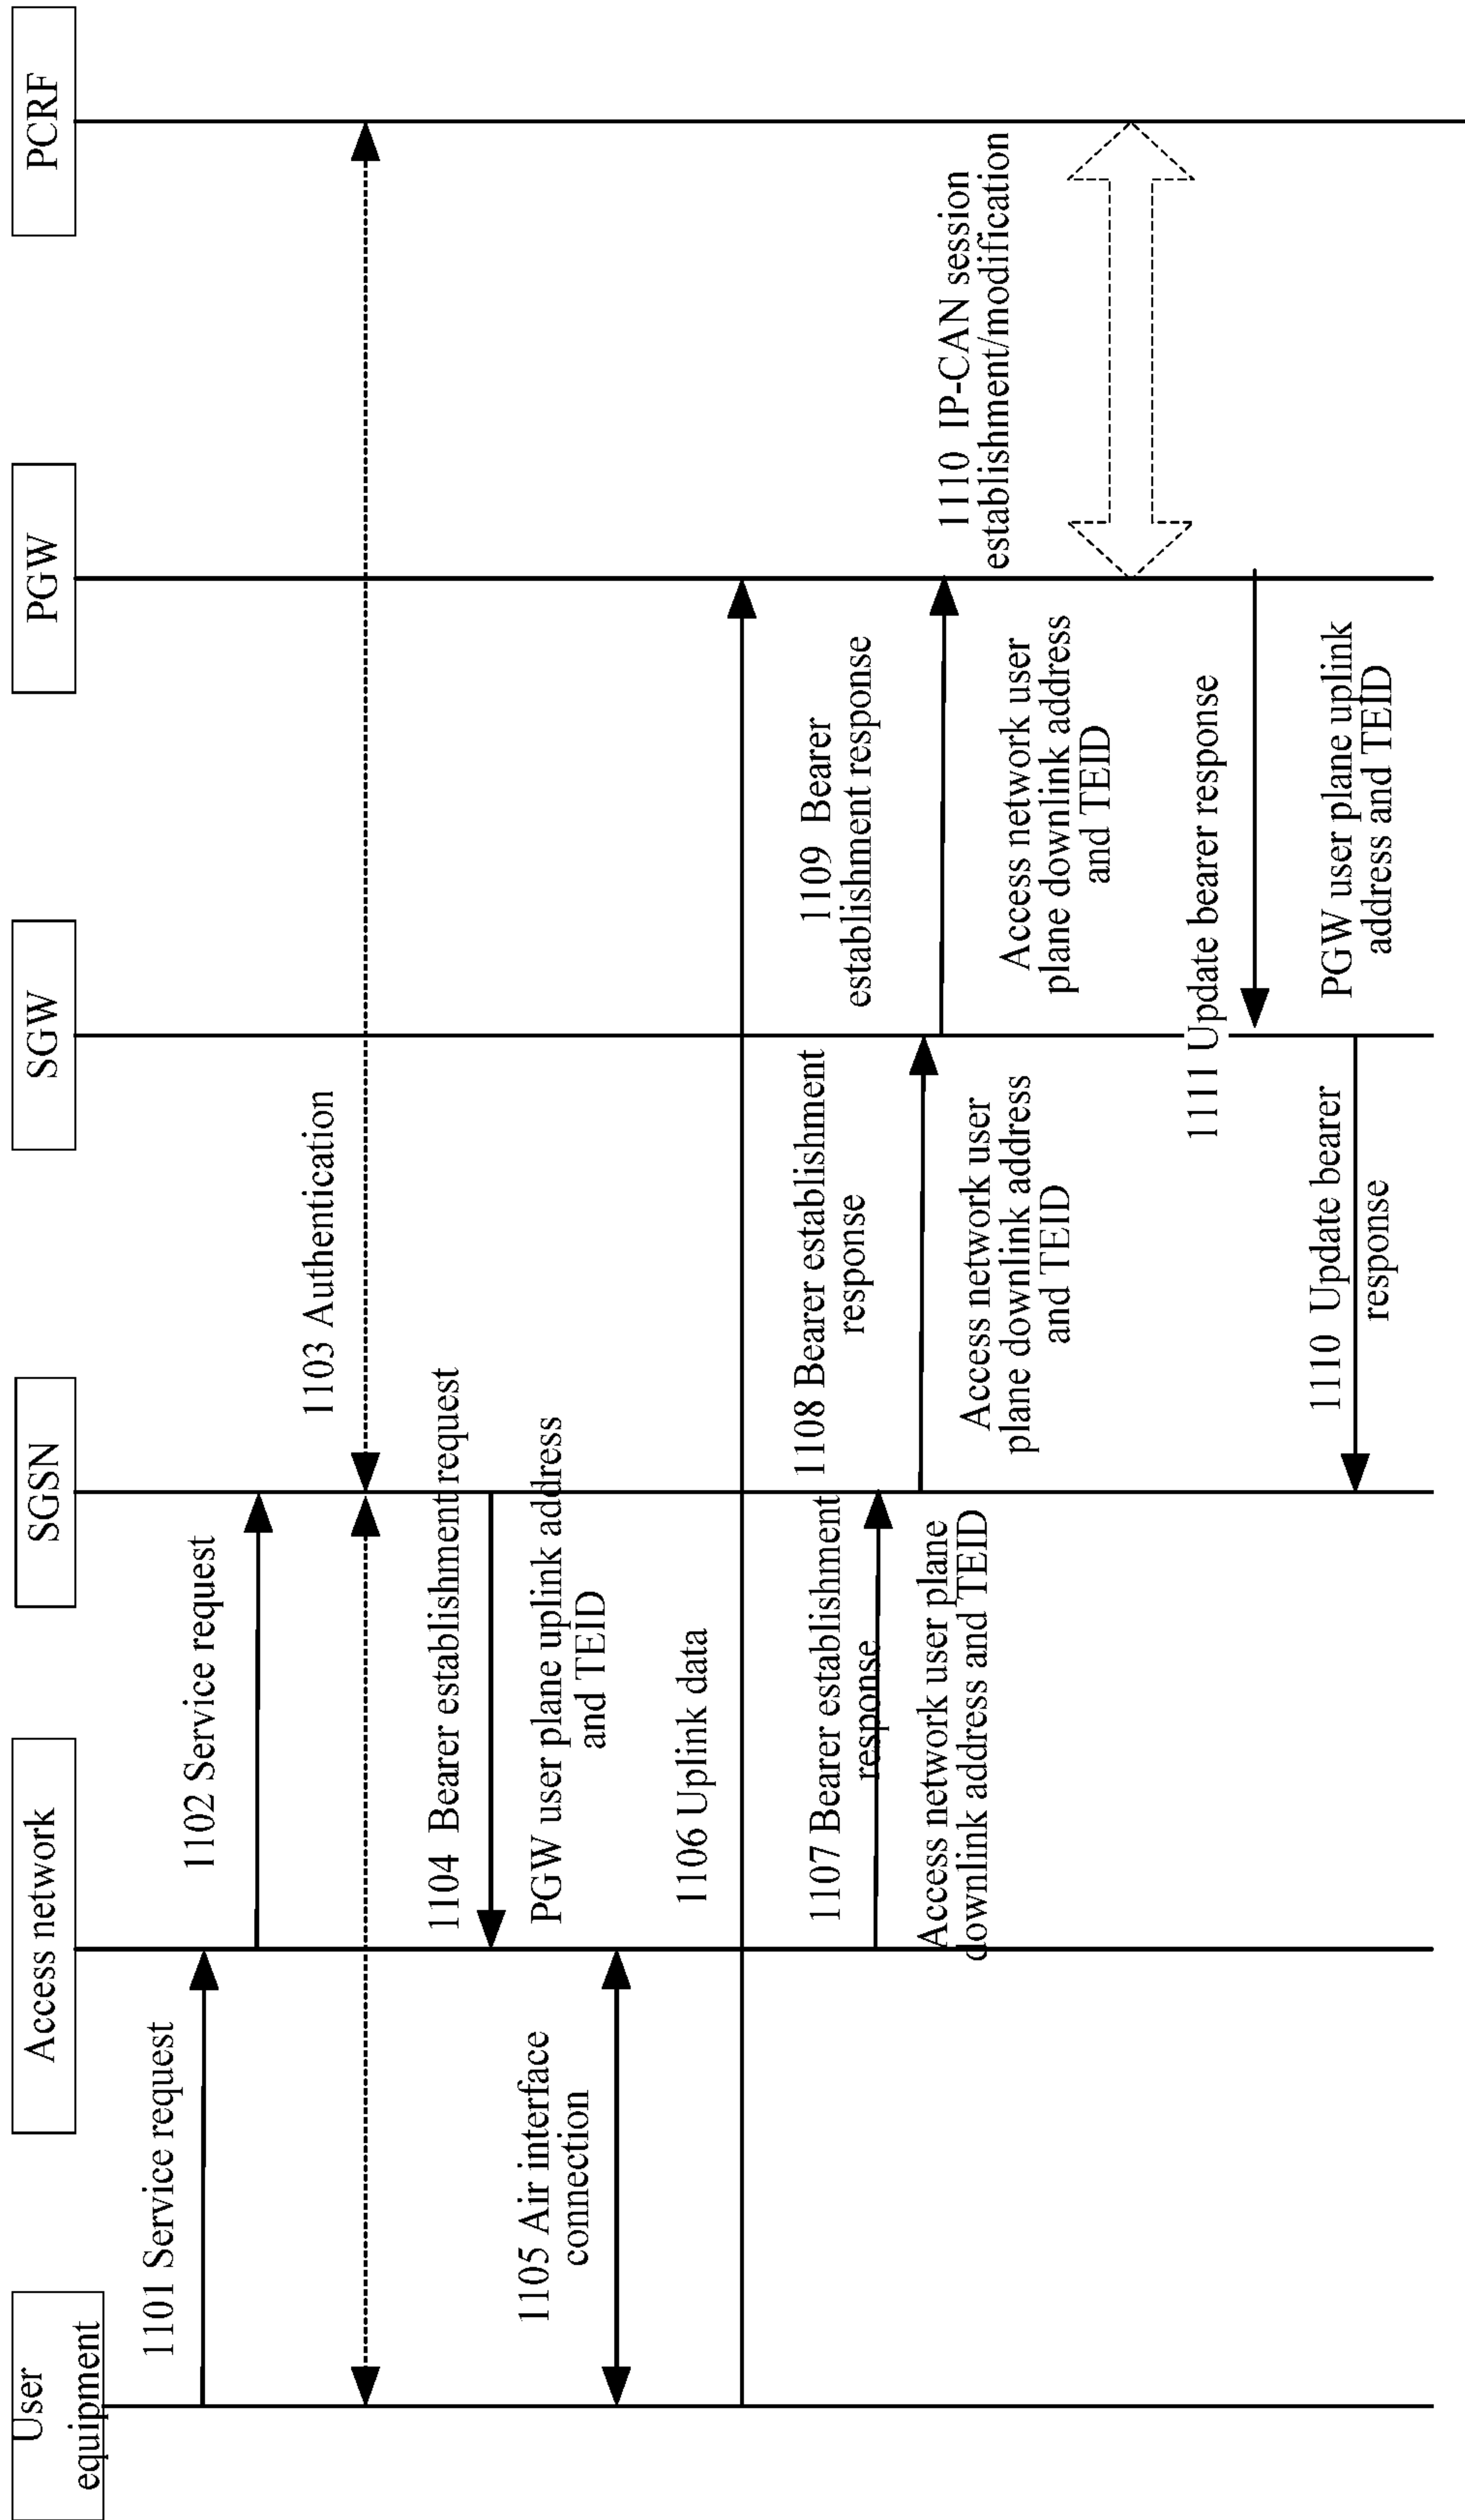 User
equipment
Access network
SGSN
SGW
PGW
PCRF
1101 Service request
1102 Service request
1103 Authentication
1104 Bearer establishment request
PGW user plane uplink address
and TEID
1105 Air interface
connection
1106 Uplink data
1107 Bearer establishment
response
Access network user plane
downlink address and TEID
1108 Bearer establishment
response
Access network user
plane downlink address
and TEID
1109 Bearer
establishment response
Access network user
plane downlink address
and TEID
1110 IP-CAN session
establishment/modification
1111 Update bearer response
PGW user plane uplink
address and TEID
1110 Update bearer
response